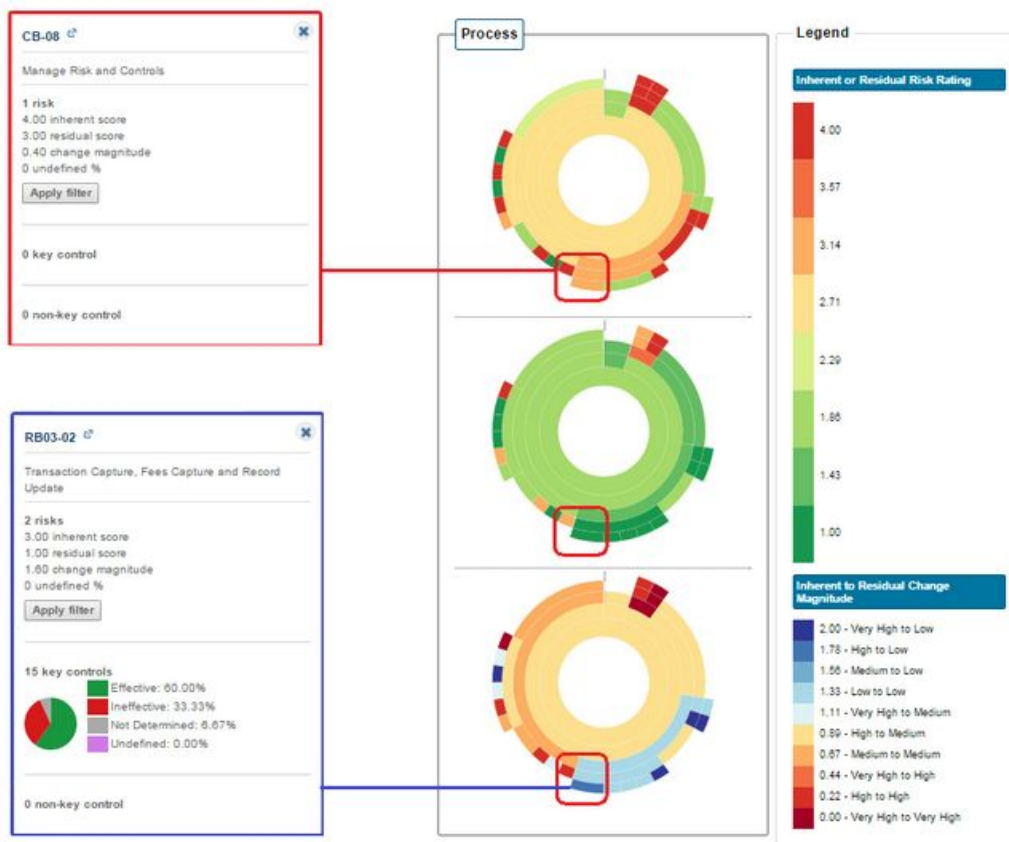 CB-08
Manage Risk and Controls
1 risk
4.00 inherent score
3.00 residual score
0.40 change magnitude
0 undefined %
Apply filter
0 key control
0 non-key control
RB03-02
Transaction Capture, Fees Capture and Record
Update
2 risks
3.00 inherent score
1.00 residual score
1.60 change magnitude
0 undefined %
Apply filter
15 key controls
Effective: 60.00%
Ineffective: 33.33%
Not Determined: 6.67%
Undefined: 0.00%
0 non-key control
Process
Legend
Inherent or Residual Risk Rating
4.00
3.57
3.14
2.71
2.29
1.86
1.43
1.00
Inherent to Residual Change
Magnitude
2.00 - Very High to Low
1.78 - High to Low
1.56 - Medium to Low
1.33 - Low to Low
1.11 - Very High to Medium
0.89 - High to Medium
0.67 - Medium to Medium
0.44 - Very High to High
0.22 - High to High
0.00 - Very High to Very High